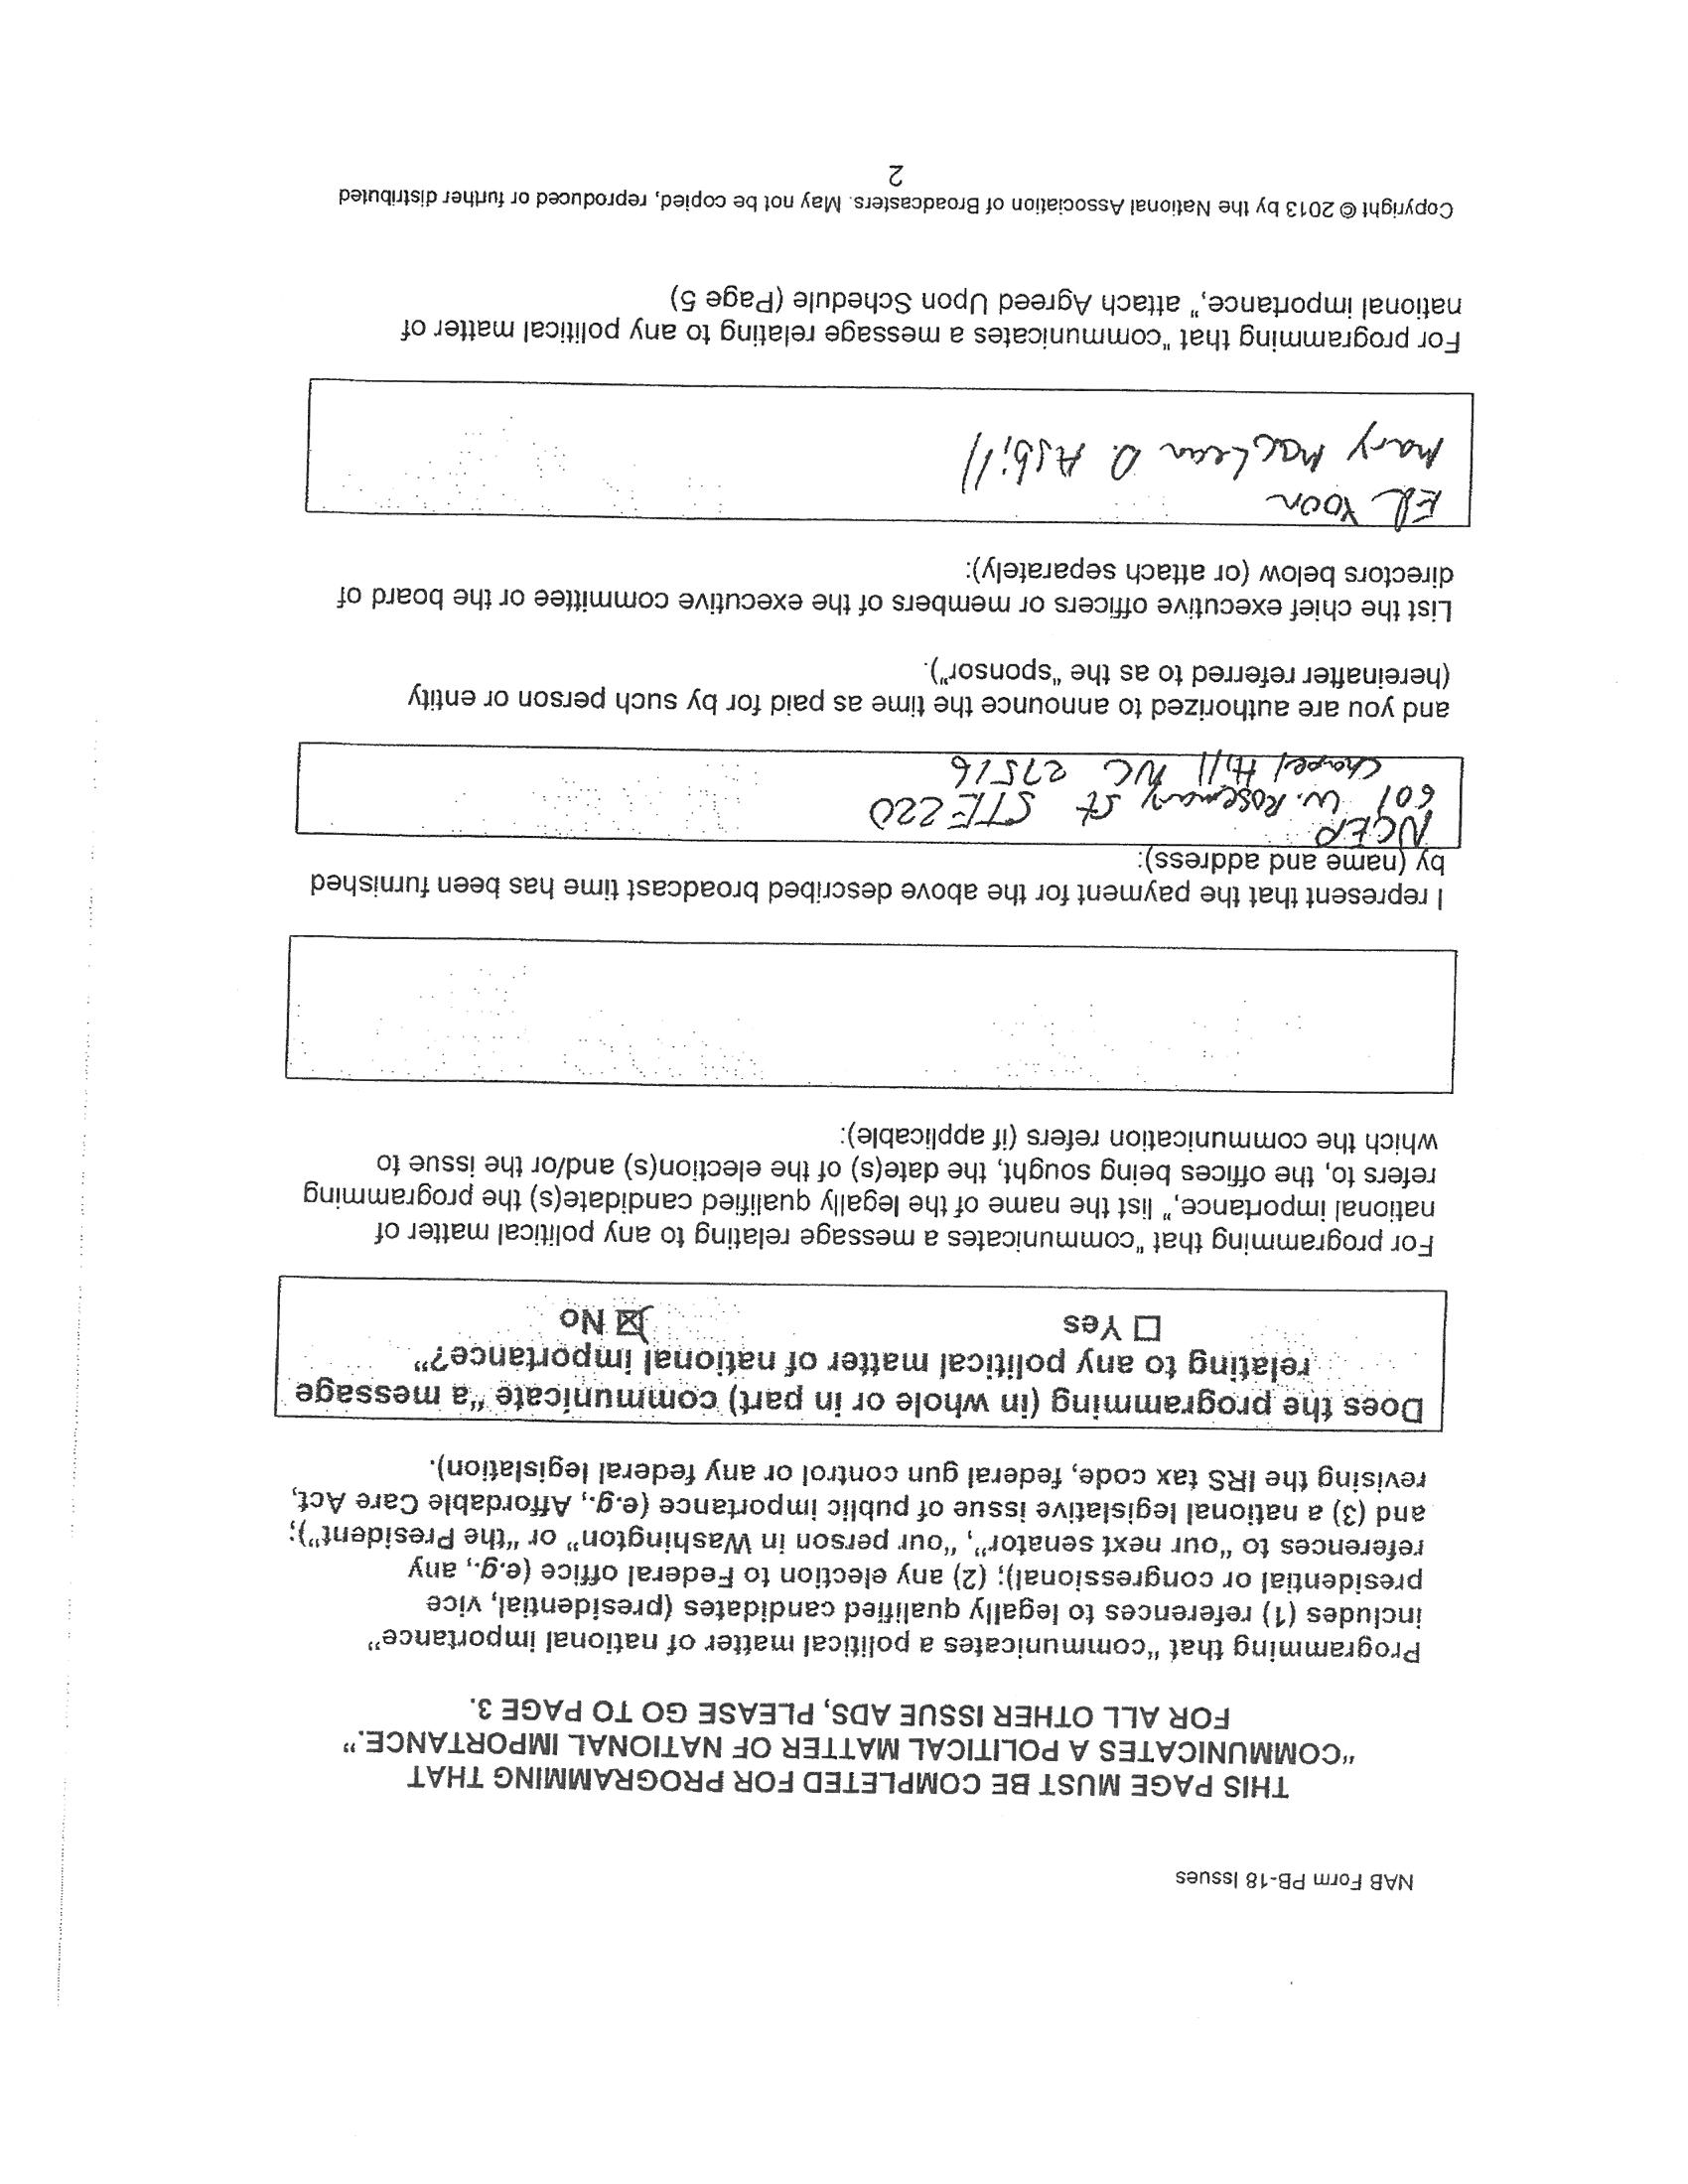 NAB Form PB-18 Issues
THIS PAGE MUST BE COMPLETED FOR PROGRAMMING THAT
"COMMUNICATES A POLITICAL MATTER OF NATIONAL IMPORTANCE."
FOR ALL OTHER ISSUE ADS, PLEASE GO TO PAGE 3.
Programming that "communicates a political matter of national importance"
includes (1) references to legally qualified candidates (presidential, vice
presidential or congressional); (2) any election to Federal office (e.g., any
references to "our next senator", "our person in Washington" or "the President");
and (3) a national legislative issue of public importance (e.g., Affordable Care Act,
revising the IRS tax code, federal gun control or any federal legislation).
Does the programming (in whole or in part) communicate "a message
relating to any political matter of national importance?"
☐ Yes ☒ No
For programming that "communicates a message relating to any political matter of
national importance," list the name of the legally qualified candidate(s) the programming
refers to, the offices being sought, the date(s) of the election(s) and/or the issue to
which the communication refers (if applicable):
I represent that the payment for the above described broadcast time has been furnished
by (name and address):
NCEP
601 W. Rosemary St STE 220
Chapel Hill NC 27516
and you are authorized to announce the time as paid for by such person or entity
(hereinafter referred to as the "sponsor").
List the chief executive officers or members of the executive committee or the board of
directors below (or attach separately):
Yoon
Mary MacLean D. Asbill
For programming that "communicates a message relating to any political matter of
national importance," attach Agreed Upon Schedule (Page 5)
Copyright © 2013 by the National Association of Broadcasters. May not be copied, reproduced or further distributed
2